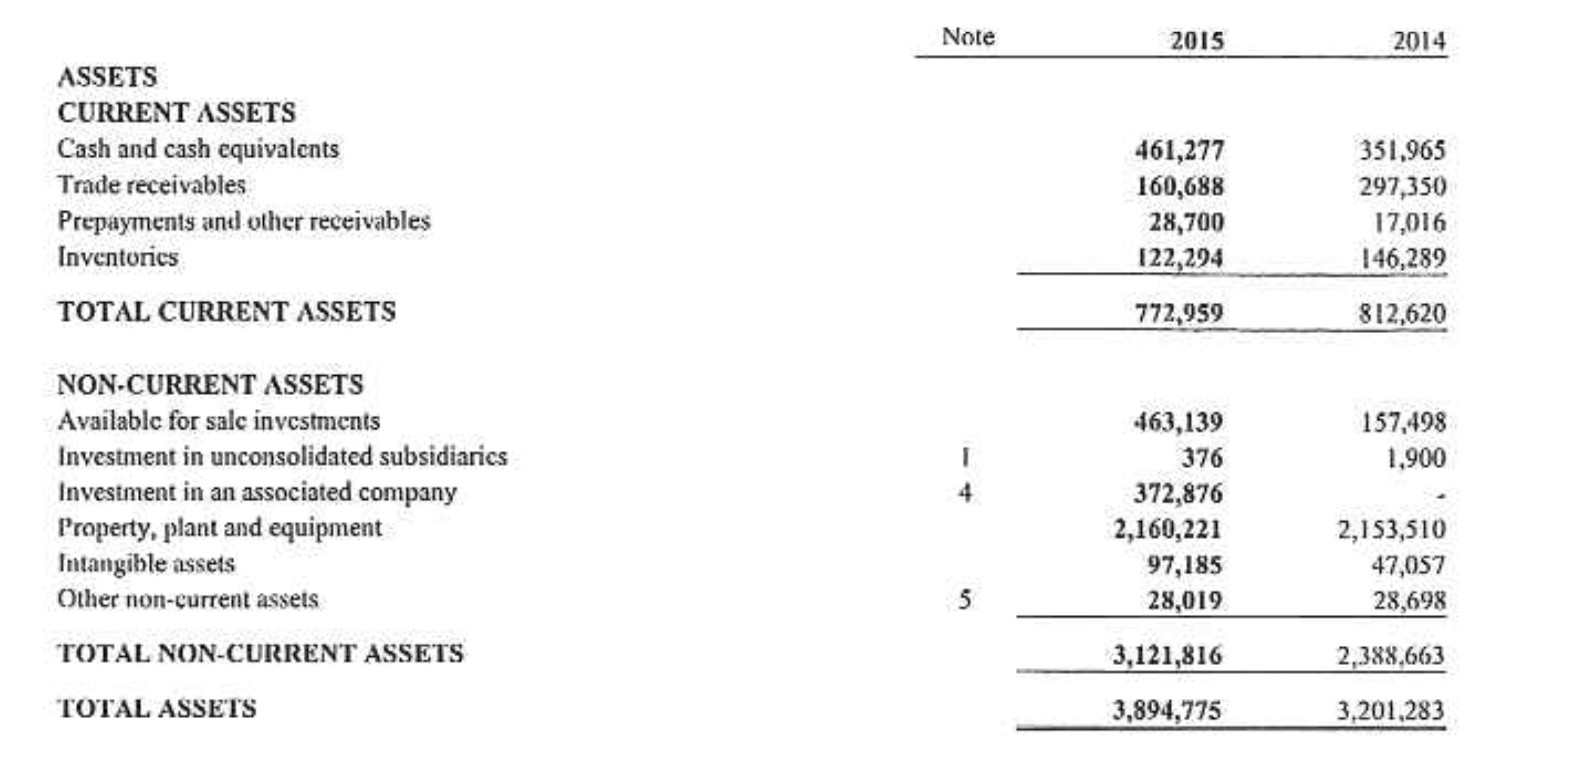 Note 2015 2014
ASSETS
CURRENT ASSETS
Cash and cash equivalents 461,277 351,965
Trade receivables 160,688 297,350
Prepayments and other receivables 28,700 17,016
Inventories 122,294 146,289
TOTAL CURRENT ASSETS 772,959 812,620
NON-CURRENT ASSETS
Available for sale investments 463,139 157,498
Investment in unconsolidated subsidiaries 1 376 1,900
Investment in an associated company 4 372,876 -
Property, plant and equipment 2,160,221 2,153,510
Intangible assets 97,185 47,057
Other non-current assets 5 28,019 28,698
TOTAL NON-CURRENT ASSETS 3,121,816 2,388,663
TOTAL ASSETS 3,894,775 3,201,283